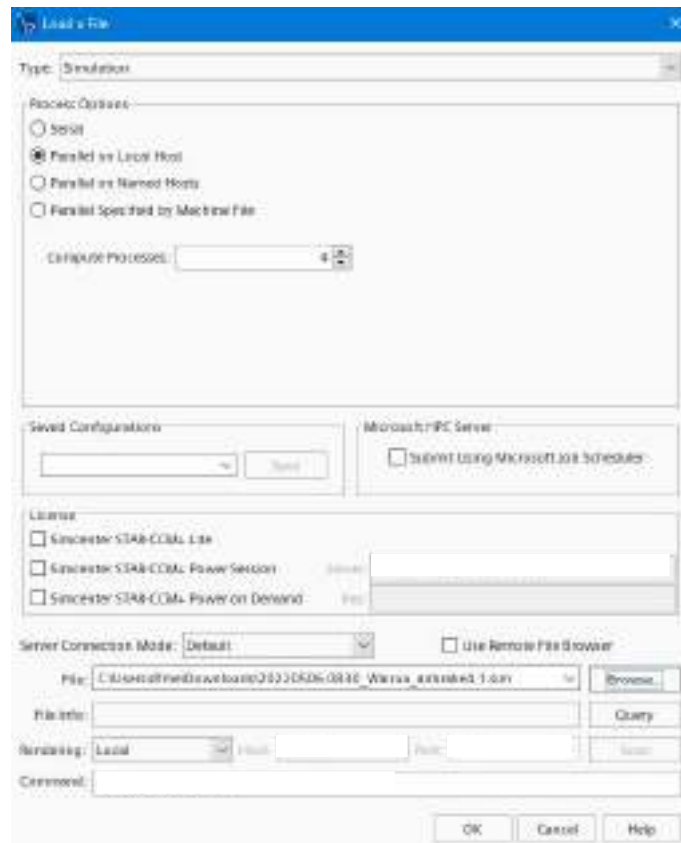 Load a File
Type: Simulation
Process Options
Serial
Parallel on Local Host
Parallel on Named Hosts
Parallel Specified by Machine File
Compute Processes:
Saved Configurations
Save
Microsoft HPC Server
Submit Using Microsoft Job Scheduler
License
Simcenter STAR-CCM+ Lite
Simcenter STAR-CCM+ Power Session
Simcenter STAR-CCM+ Power on Demand
Server Connection Mode: Default
Use Remote File Browser
File: Browse...
File Info: Query
Rendering: Local Host: Port:
Command:
OK Cancel Help